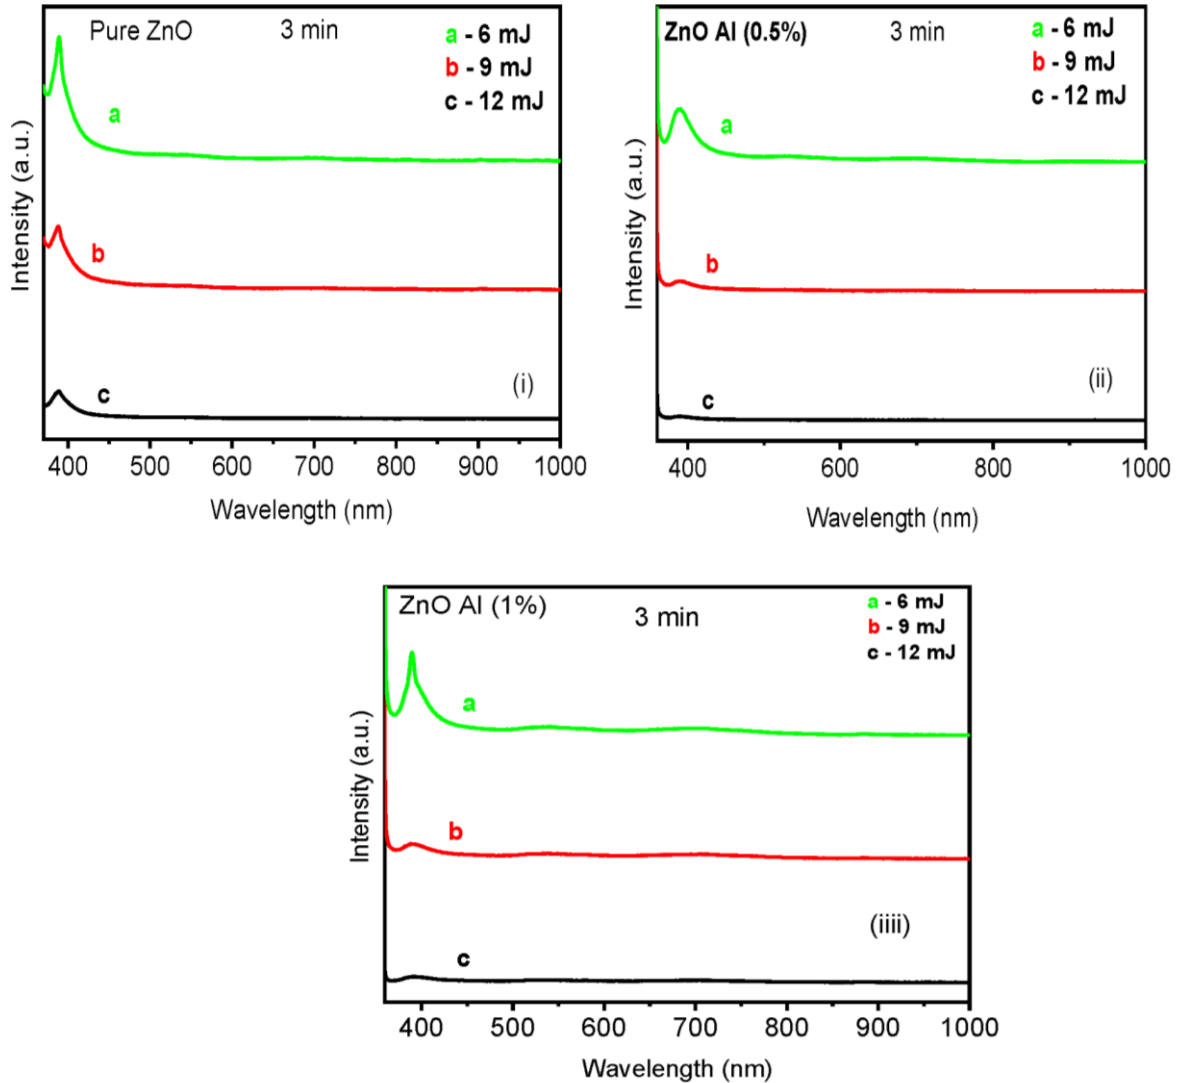 Pure ZnO 3 min
a - 6 mJ
b - 9 mJ
c - 12 mJ
a
b
c
(i)
Intensity (a.u.)
400 500 600 700 800 900 1000
Wavelength (nm)
ZnO Al (0.5%) 3 min
a - 6 mJ
b - 9 mJ
c - 12 mJ
a
b
c
(ii)
Intensity (a.u.)
400 600 800 1000
Wavelength (nm)
ZnO Al (1%) 3 min
a - 6 mJ
b - 9 mJ
c - 12 mJ
a
b
c
(iiii)
Intensity (a.u.)
400 500 600 700 800 900 1000
Wavelength (nm)